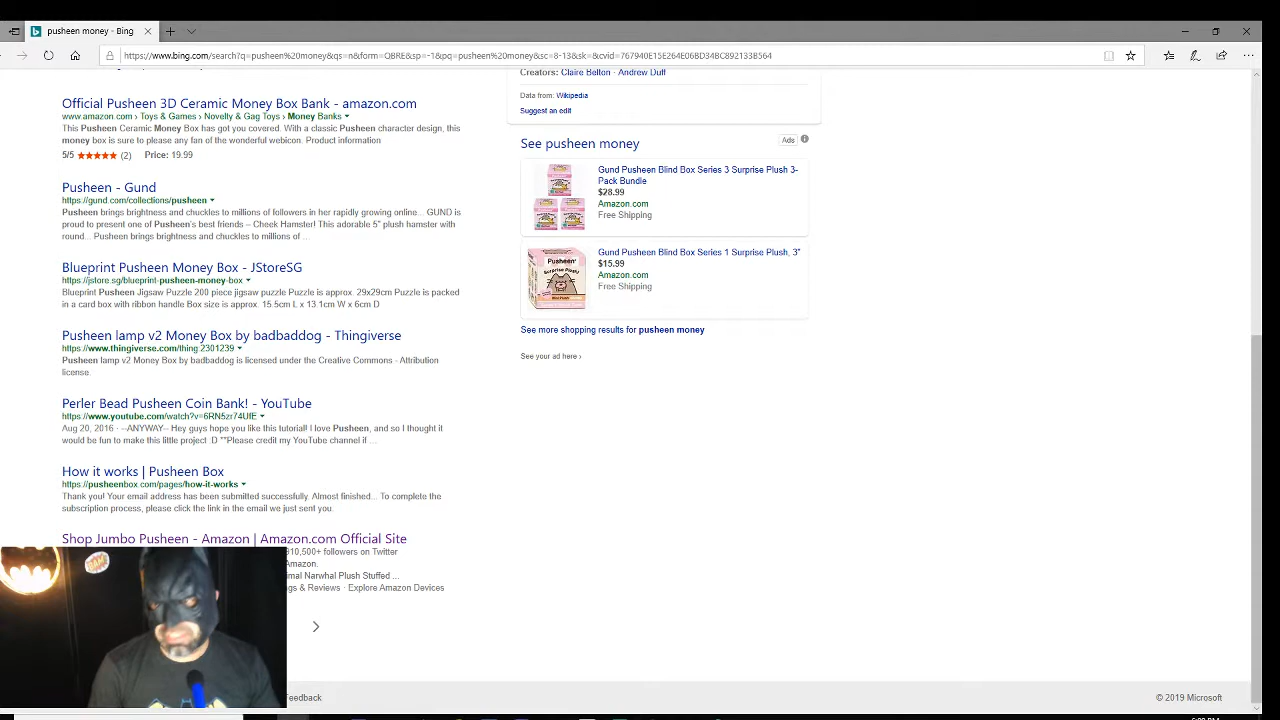 pusheen money - Bing
https://www.bing.com/search?q=pusheen%20money&qs=n&form=QBRE&sp=-1&pq=pusheen%20money&sc=8-13&sk=&cvid=767940E15E264E06BD34BC892133B564
Official Pusheen 3D Ceramic Money Box Bank - amazon.com
www.amazon.com › Toys & Games › Novelty & Gag Toys › Money Banks
This Pusheen Ceramic Money Box has got you covered. With a classic Pusheen character design, this
money box is sure to please any fan of the wonderful webicon. Product information
5/5 (2) Price: 19.99
Pusheen - Gund
https://gund.com/collections/pusheen
Pusheen brings brightness and chuckles to millions of followers in her rapidly growing online... GUND is
proud to present one of Pusheen's best friends – Cheek Hamster! This adorable 5" plush hamster with
round... Pusheen brings brightness and chuckles to millions of ...
Blueprint Pusheen Money Box - JStoreSG
https://jstore.sg/blueprint-pusheen-money-box
Blueprint Pusheen Jigsaw Puzzle 200 piece jigsaw puzzle Puzzle is approx. 29x29cm Puzzle is packed
in a card box with ribbon handle Box size is approx. 15.5cm L x 13 1cm W x 6cm D
Pusheen lamp v2 Money Box by badbaddog - Thingiverse
https://www.thingiverse.com/thing:2301239
Pusheen lamp v2 Money Box by badbaddog is licensed under the Creative Commons - Attribution
license.
Perler Bead Pusheen Coin Bank! - YouTube
https://www.youtube.com/watch?v=6RN5zr74UfE
Aug 20, 2016 · --ANYWAY-- Hey guys hope you like this tutorial! I love Pusheen, and so I thought it
would be fun to make this little project :D **Please credit my YouTube channel if ...
How it works | Pusheen Box
https://pusheenbox.com/pages/how-it-works
Thank you! Your email address has been submitted successfully. Almost finished... To complete the
subscription process, please click the link in the email we just sent you.
Shop Jumbo Pusheen - Amazon | Amazon.com Official Site
910,500+ followers on Twitter
Amazon.
imal Narwhal Plush Stuffed ...
gs & Reviews · Explore Amazon Devices
Creators: Claire Belton · Andrew Duff
Data from: Wikipedia
Suggest an edit
See pusheen money
Ads
Gund Pusheen Blind Box Series 3 Surprise Plush 3-
Pack Bundle
$28.99
Amazon.com
Free Shipping
Gund Pusheen Blind Box Series 1 Surprise Plush, 3"
$15.99
Amazon.com
Free Shipping
See more shopping results for pusheen money
See your ad here ›
Feedback
© 2019 Microsoft